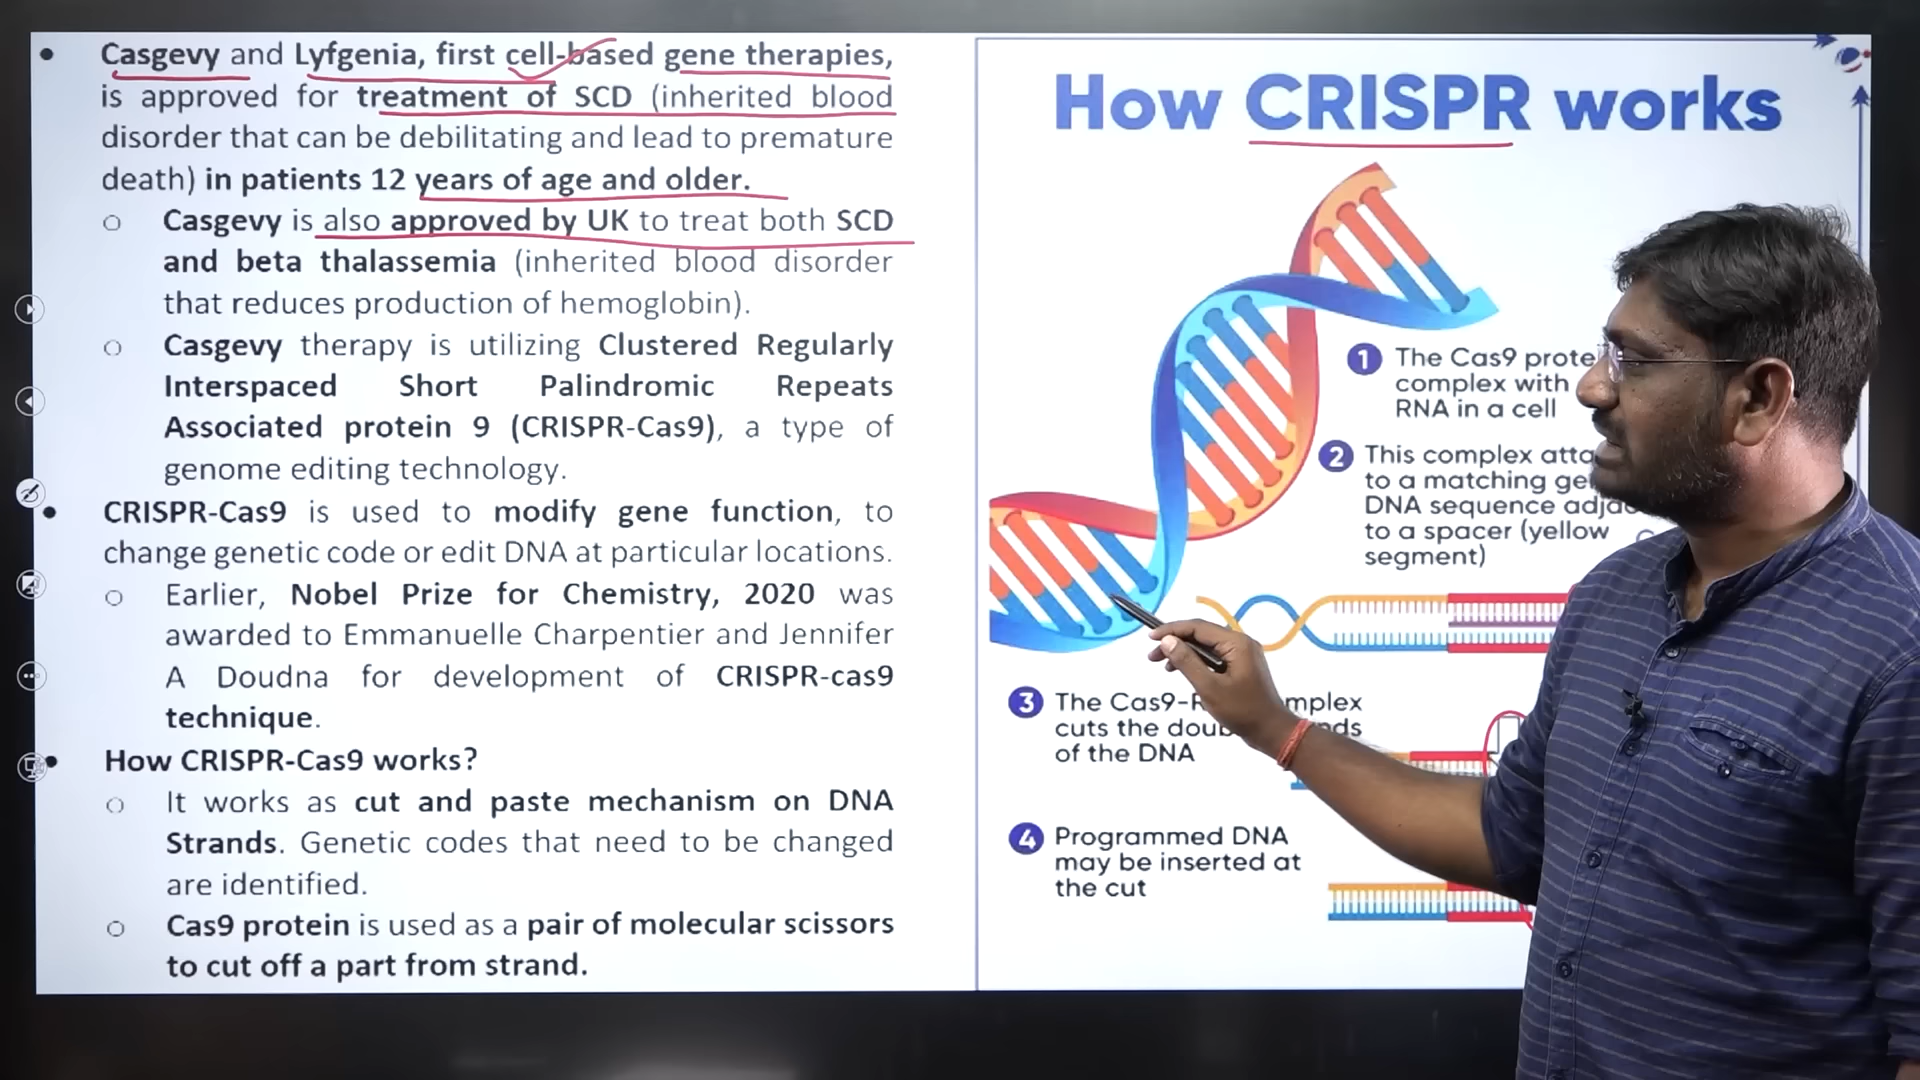 Casgevy and Lyfgenia, first cell-based gene therapies,
is approved for treatment of SCD (inherited blood
disorder that can be debilitating and lead to premature
death) in patients 12 years of age and older.
Casgevy is also approved by UK to treat both SCD
and beta thalassemia (inherited blood disorder
that reduces production of hemoglobin).
Casgevy therapy is utilizing Clustered Regularly
Interspaced Short Palindromic Repeats
Associated protein 9 (CRISPR-Cas9), a type of
genome editing technology.
CRISPR-Cas9 is used to modify gene function, to
change genetic code or edit DNA at particular locations.
Earlier, Nobel Prize for Chemistry, 2020 was
awarded to Emmanuelle Charpentier and Jennifer
A Doudna for development of CRISPR-cas9
technique.
How CRISPR-Cas9 works?
It works as cut and paste mechanism on DNA
Strands. Genetic codes that need to be changed
are identified.
Cas9 protein is used as a pair of molecular scissors
to cut off a part from strand.
How CRISPR works
1 The Cas9
complex with
RNA in a cell
2 This complex
to a matching
DNA sequence
to a spacer (yellow
segment)
3 The
cuts the
of the DNA
4 Programmed DNA
may be inserted at
the cut